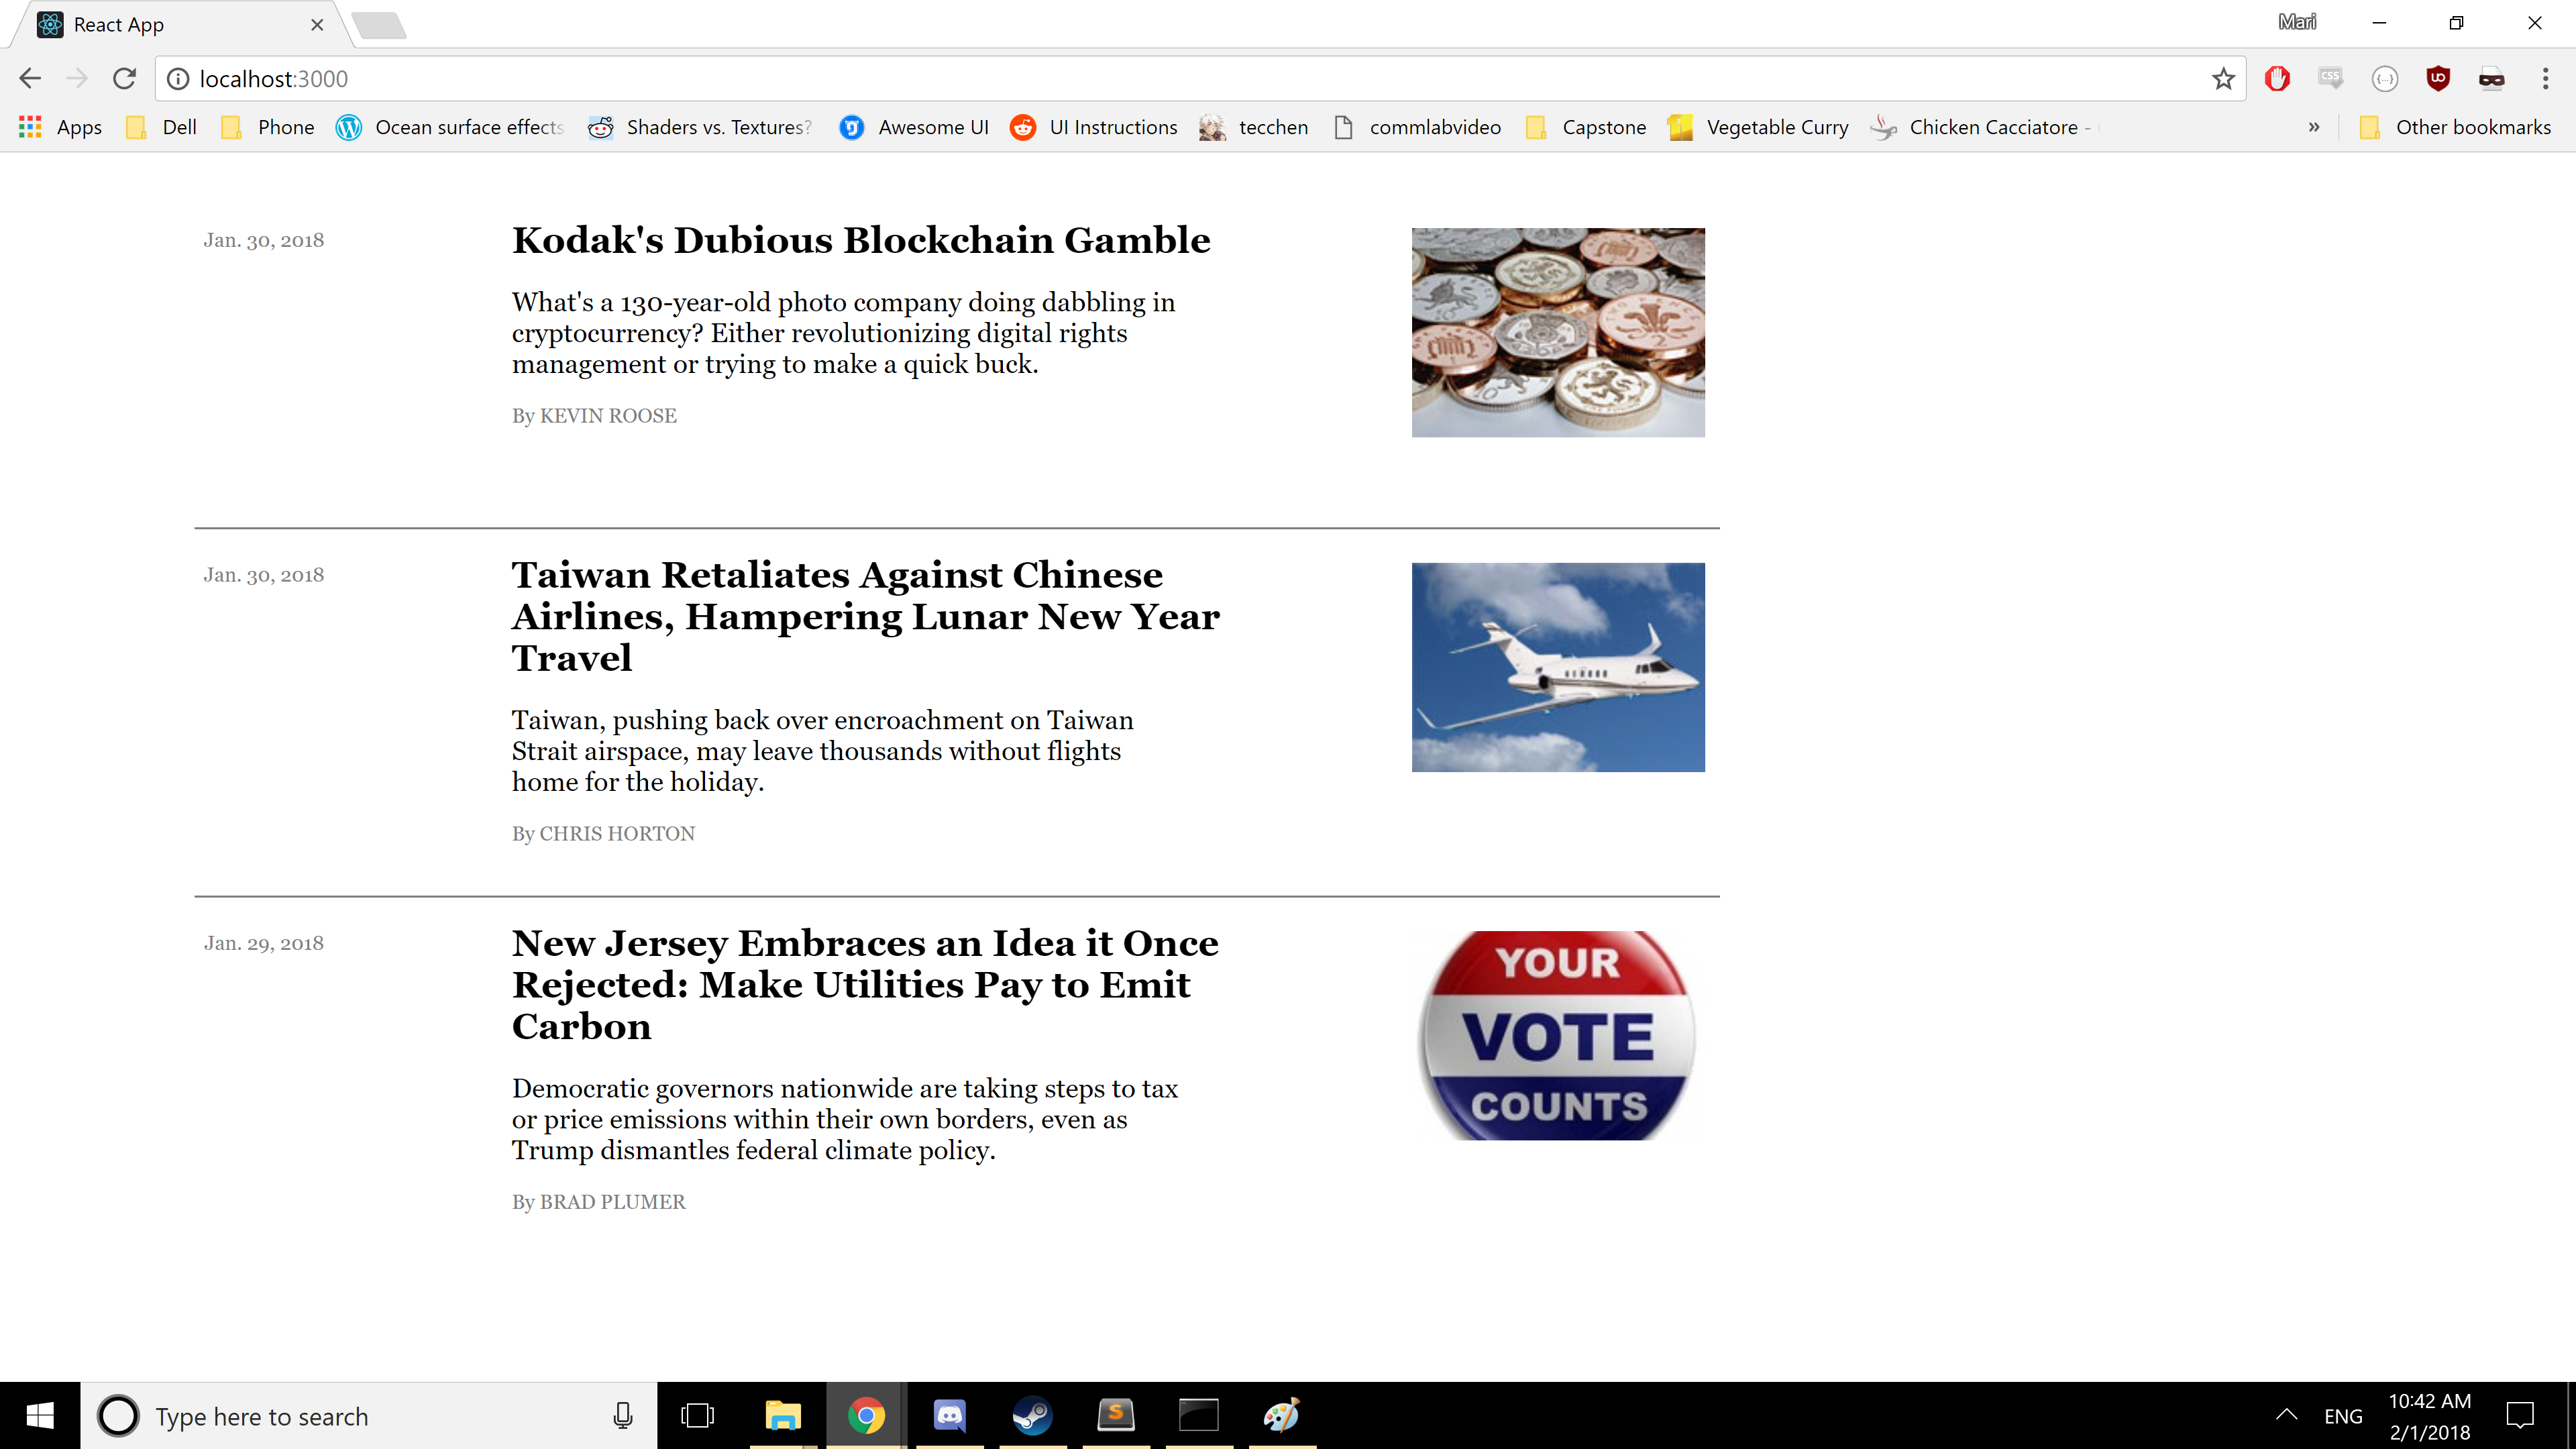 React App
Mari
localhost:3000
Apps Dell Phone Ocean surface effects Shaders vs. Textures? Awesome UI UI Instructions tecchen commlabvideo Capstone Vegetable Curry Chicken Cacciatore - » Other bookmarks
Jan. 30, 2018
Kodak's Dubious Blockchain Gamble
What's a 130-year-old photo company doing dabbling in
cryptocurrency? Either revolutionizing digital rights
management or trying to make a quick buck.
By KEVIN ROOSE
Jan. 30, 2018
Taiwan Retaliates Against Chinese
Airlines, Hampering Lunar New Year
Travel
Taiwan, pushing back over encroachment on Taiwan
Strait airspace, may leave thousands without flights
home for the holiday.
By CHRIS HORTON
Jan. 29, 2018
New Jersey Embraces an Idea it Once
Rejected: Make Utilities Pay to Emit
Carbon
Democratic governors nationwide are taking steps to tax
or price emissions within their own borders, even as
Trump dismantles federal climate policy.
By BRAD PLUMER
YOUR
VOTE
COUNTS
Type here to search
ENG
10:42 AM
2/1/2018